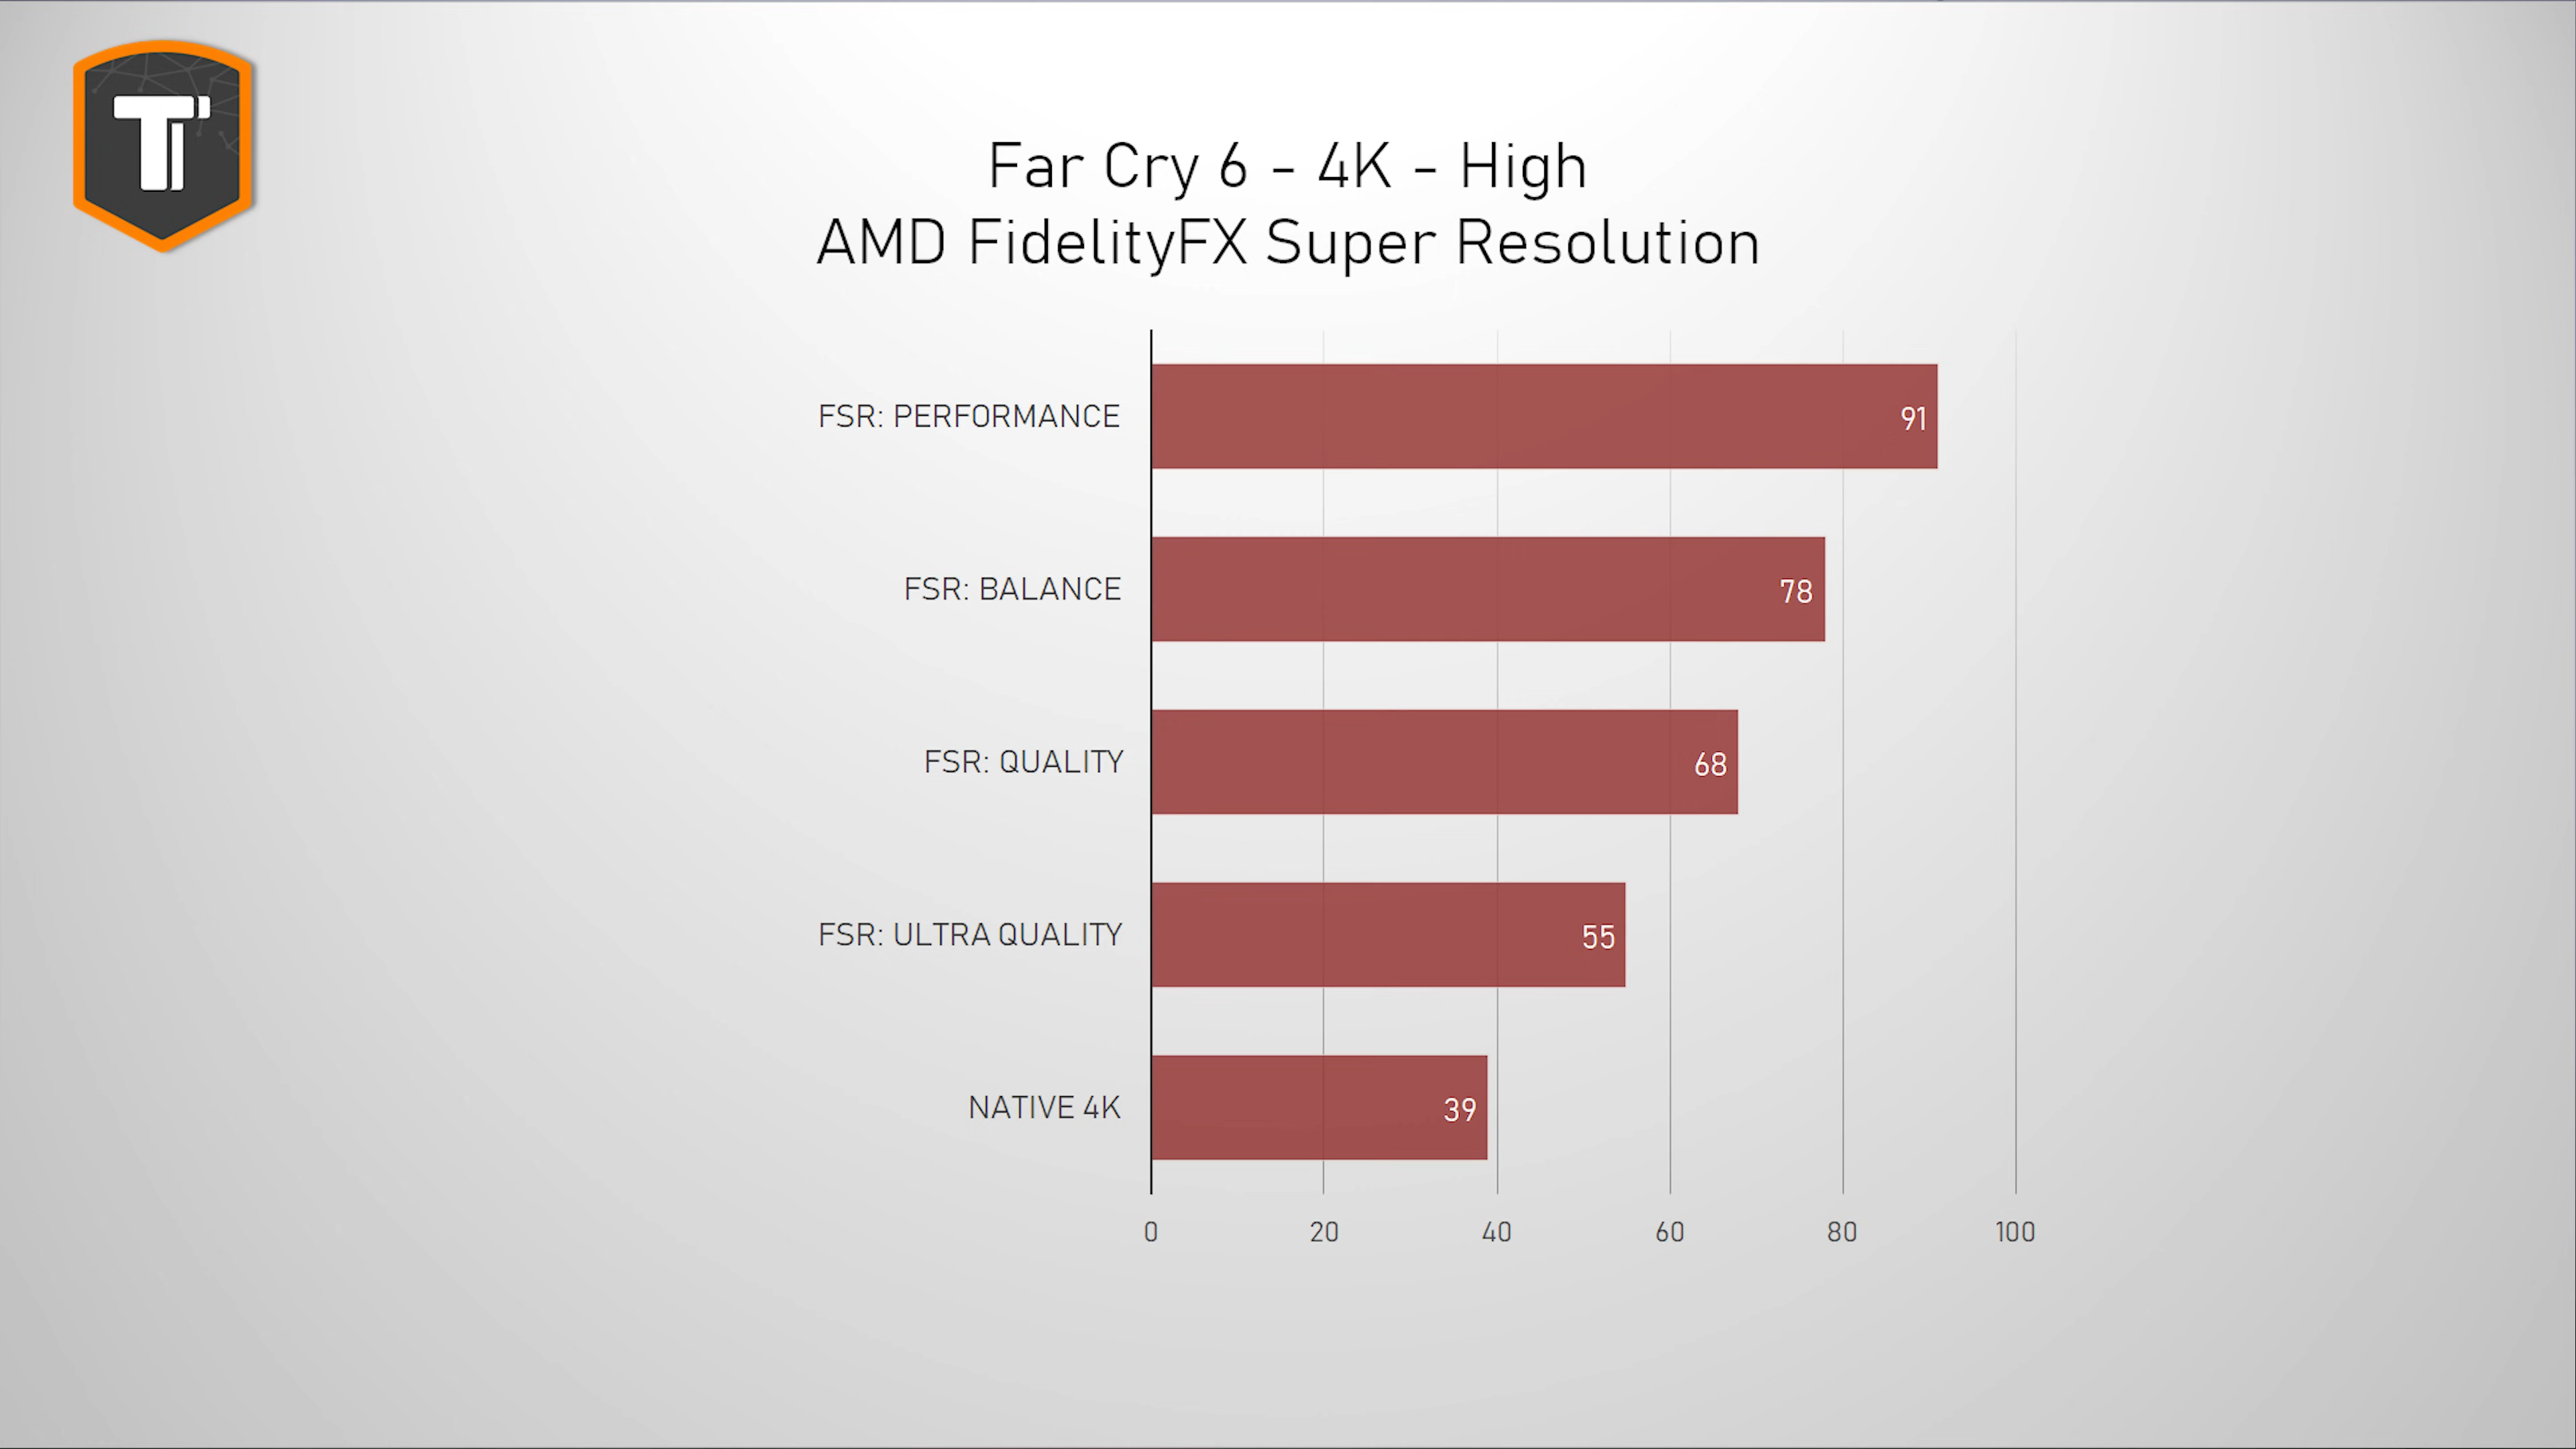 Far Cry 6 - 4K - High
AMD FidelityFX Super Resolution
FSR: PERFORMANCE
91
FSR: BALANCE
78
FSR: QUALITY
68
FSR: ULTRA QUALITY
55
NATIVE 4K
39
0 20 40 60 80 100